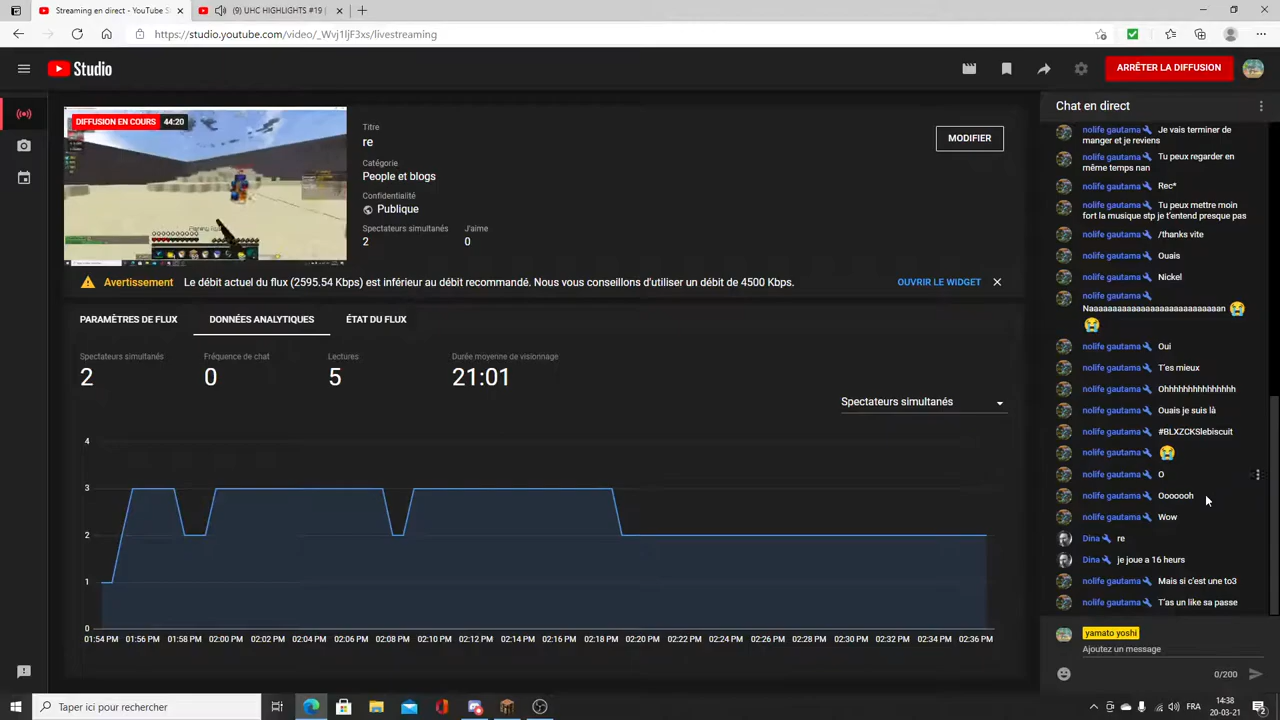 Streaming en direct - YouTube S
(9) UHC HIGHLIGHTS #19 |
https://studio.youtube.com/video/_Wvj1IjF3xs/livestreaming
Studio
ARRÊTER LA DIFFUSION
DIFFUSION EN COURS 44:20
Titre
re
MODIFIER
Catégorie
People et blogs
Confidentialité
Publique
Spectateurs simultanés J'aime
2 0
Avertissement Le débit actuel du flux (2595.54 Kbps) est inférieur au débit recommandé. Nous vous conseillons d'utiliser un débit de 4500 Kbps.
OUVRIR LE WIDGET
PARAMÈTRES DE FLUX DONNÉES ANALYTIQUES ÉTAT DU FLUX
Spectateurs simultanés Fréquence de chat Lectures Durée moyenne de visionnage
2 0 5 21:01
Spectateurs simultanés
4
3
2
1
0
01:54 PM 01:56 PM 01:58 PM 02:00 PM 02:02 PM 02:04 PM 02:06 PM 02:08 PM 02:10 PM 02:12 PM 02:14 PM 02:16 PM 02:18 PM 02:20 PM 02:22 PM 02:24 PM 02:26 PM 02:28 PM 02:30 PM 02:32 PM 02:34 PM 02:36 PM
Chat en direct
nolife gautama Je vais terminer de
manger et je reviens
nolife gautama Tu peux regarder en
même temps nan
nolife gautama Rec*
nolife gautama Tu peux mettre moin
fort la musique stp je t'entend presque pas
nolife gautama /thanks vite
nolife gautama Ouais
nolife gautama Nickel
nolife gautama
Naaaaaaaaaaaaaaaaaaaaaaaaaaan 😭
😭
nolife gautama Oui
nolife gautama T'es mieux
nolife gautama Ohhhhhhhhhhhhhh
nolife gautama Ouais je suis là
nolife gautama #BLXZCKSlebiscuit
nolife gautama 😭
nolife gautama O
nolife gautama Ooooooh
nolife gautama Wow
Dina re
Dina je joue a 16 heurs
nolife gautama Mais si c'est une to3
nolife gautama T'as un like sa passe
yamato yoshi
Ajoutez un message
0/200
Taper ici pour rechercher
FRA
14:38
20-03-21
2